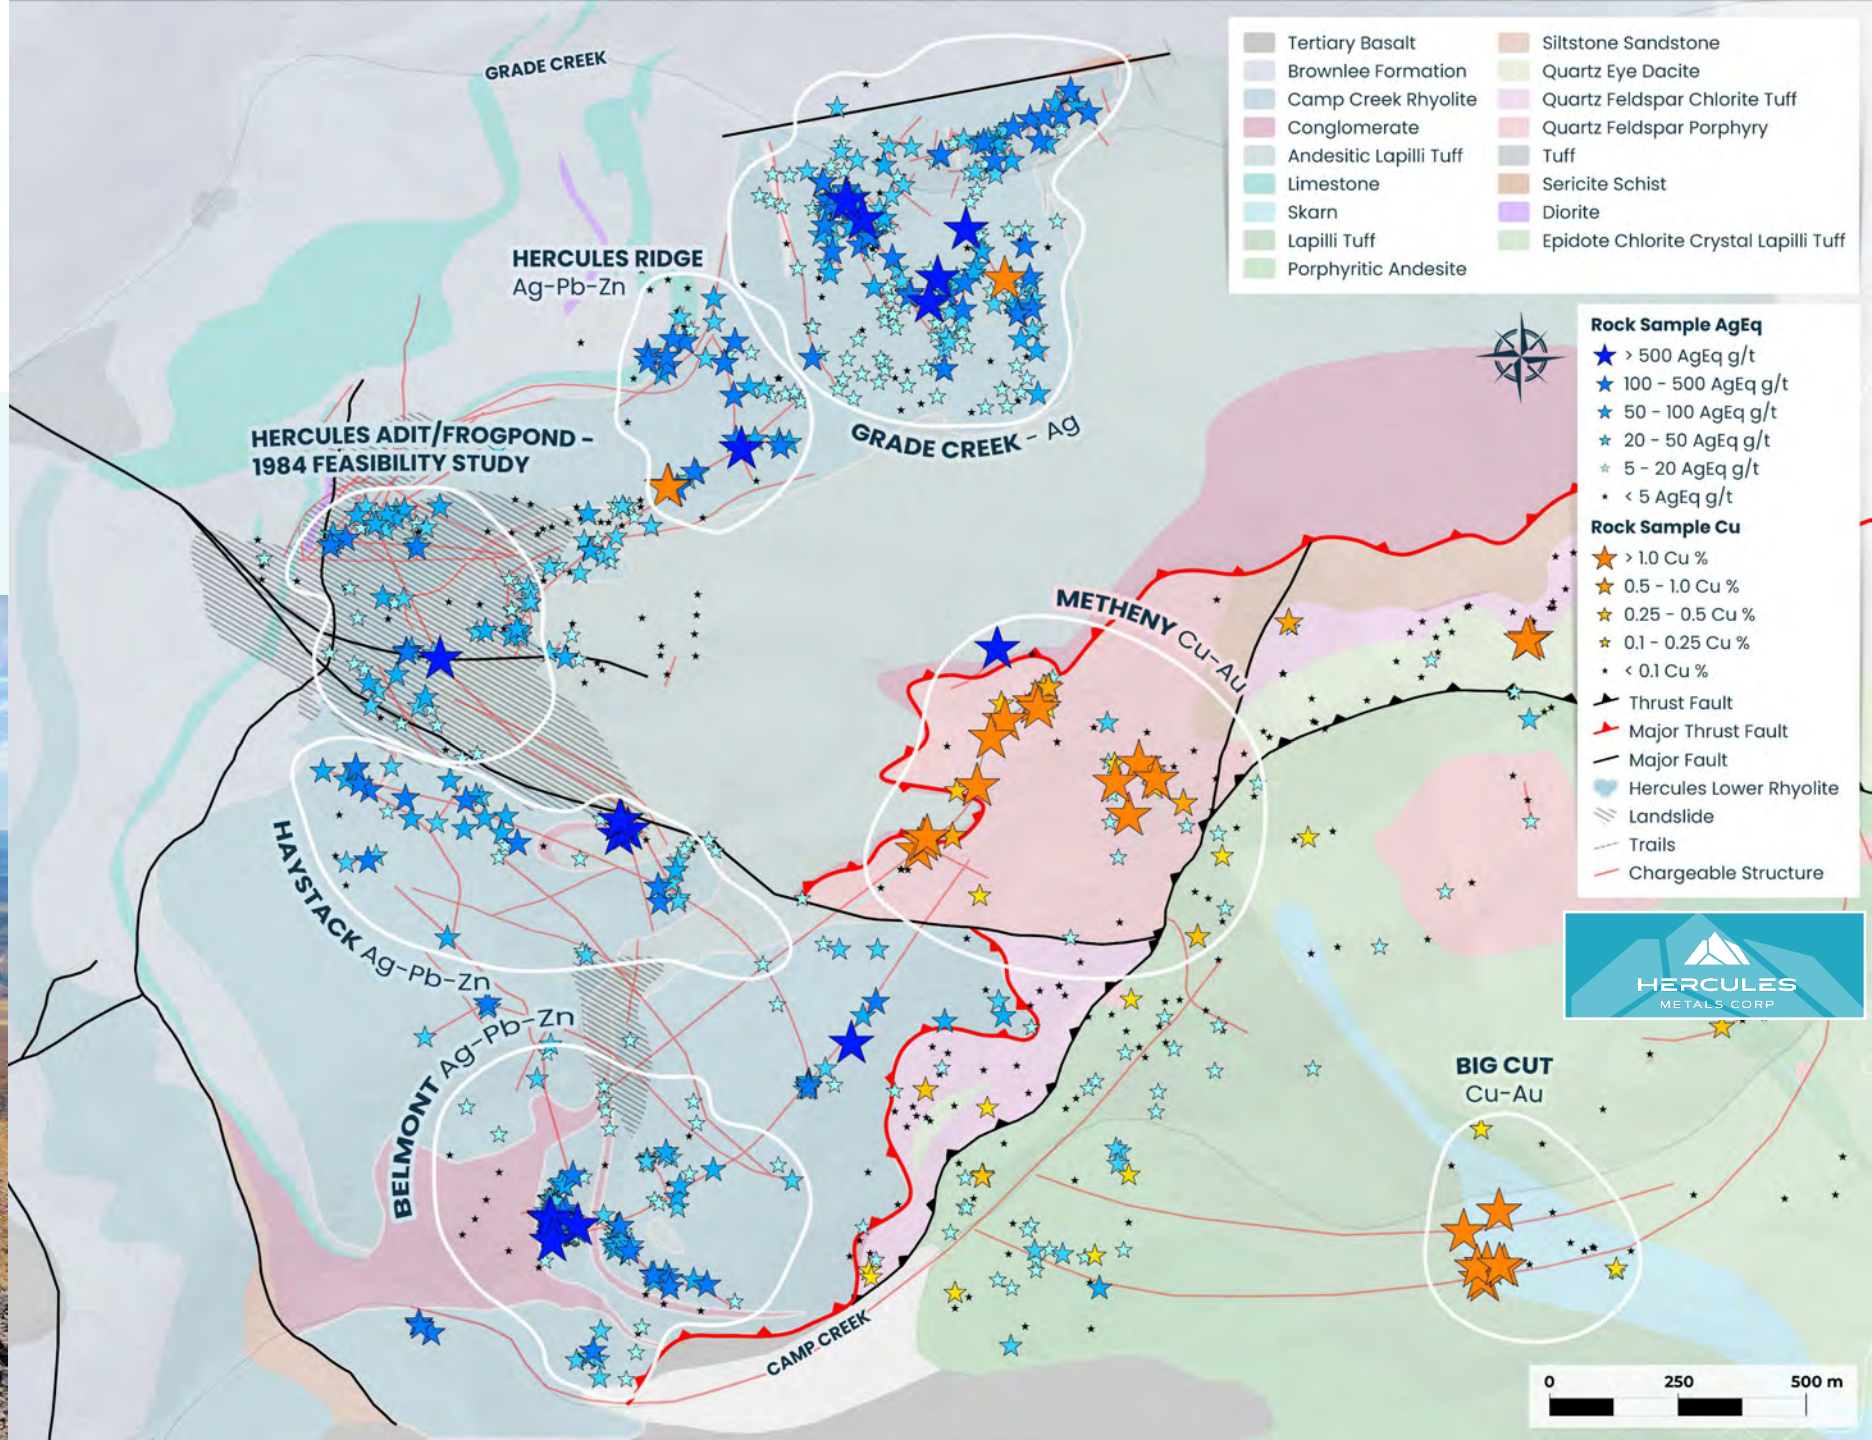 GRADE CREEK
HERCULES RIDGE
Ag-Pb-Zn
HERCULES ADIT/FROGPOND -
1984 FEASIBILITY STUDY
GRADE CREEK - Ag
METHENY Cu-Au
HAYSTACK Ag-Pb-Zn
BELMONT Ag-Pb-Zn
CAMP CREEK
BIG CUT
Cu-Au
Tertiary Basalt
Brownlee Formation
Camp Creek Rhyolite
Conglomerate
Andesitic Lapilli Tuff
Limestone
Skarn
Lapilli Tuff
Porphyritic Andesite
Siltstone Sandstone
Quartz Eye Dacite
Quartz Feldspar Chlorite Tuff
Quartz Feldspar Porphyry
Tuff
Sericite Schist
Diorite
Epidote Chlorite Crystal Lapilli Tuff
Rock Sample AgEq
> 500 AgEq g/t
100 - 500 AgEq g/t
50 - 100 AgEq g/t
20 - 50 AgEq g/t
5 - 20 AgEq g/t
< 5 AgEq g/t
Rock Sample Cu
> 1.0 Cu %
0.5 - 1.0 Cu %
0.25 - 0.5 Cu %
0.1 - 0.25 Cu %
< 0.1 Cu %
Thrust Fault
Major Thrust Fault
Major Fault
Hercules Lower Rhyolite
Landslide
Trails
Chargeable Structure
HERCULES
METALS CORP
0 250 500 m